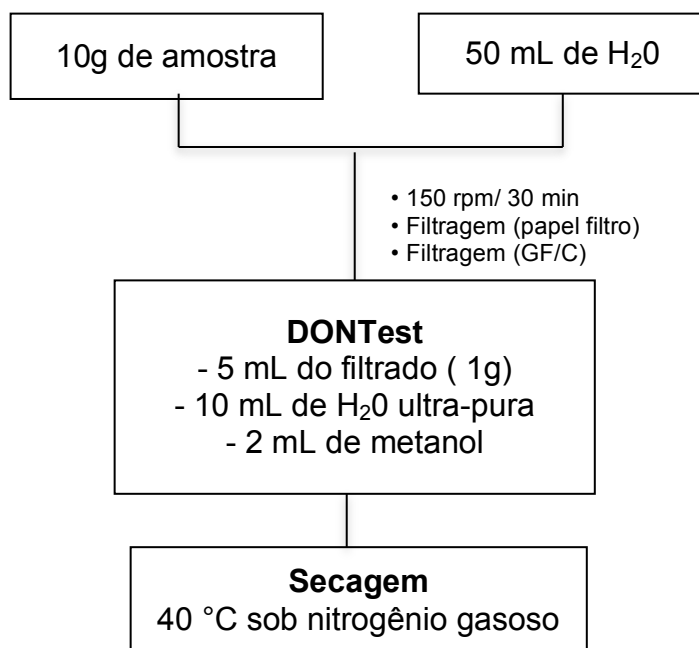 10g de amostra
50 mL de H₂0
• 150 rpm/ 30 min
• Filtragem (papel filtro)
• Filtragem (GF/C)
DONTest
- 5 mL do filtrado ( 1g)
- 10 mL de H₂0 ultra-pura
- 2 mL de metanol
Secagem
40 °C sob nitrogênio gasoso